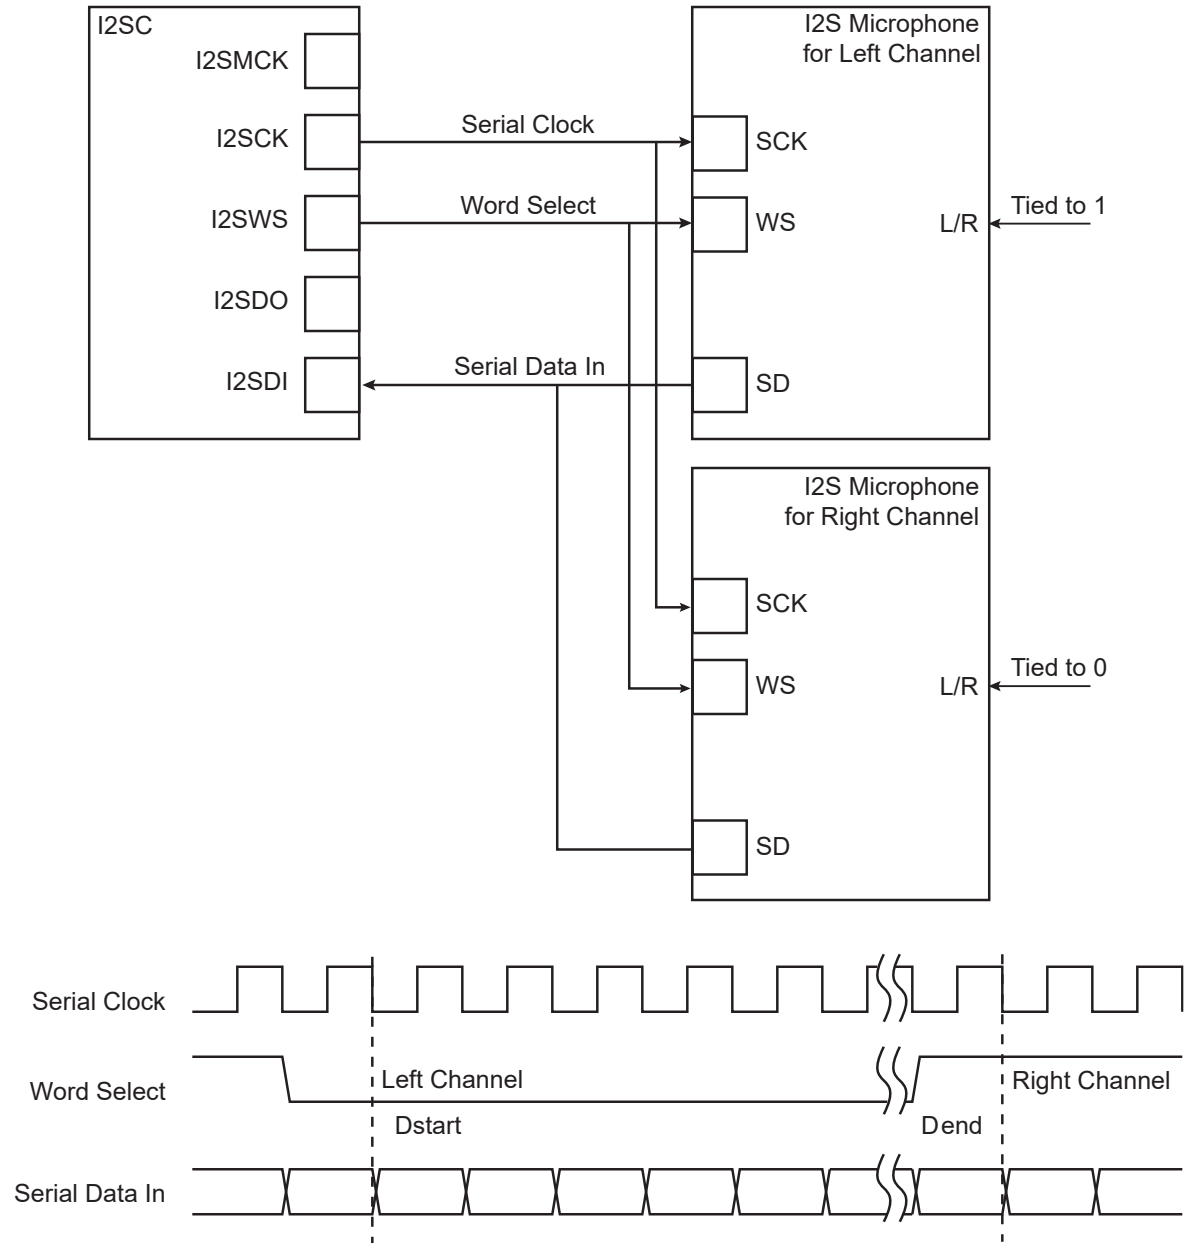 I2SC
I2SMCK
I2SCK
I2SWS
I2SDO
I2SDI
Serial Clock
Word Select
Serial Data In
I2S Microphone
for Left Channel
SCK
WS
SD
L/R
Tied to 1
I2S Microphone
for Right Channel
SCK
WS
SD
L/R
Tied to 0
Serial Clock
Word Select
Left Channel
Right Channel
Dstart
Dend
Serial Data In